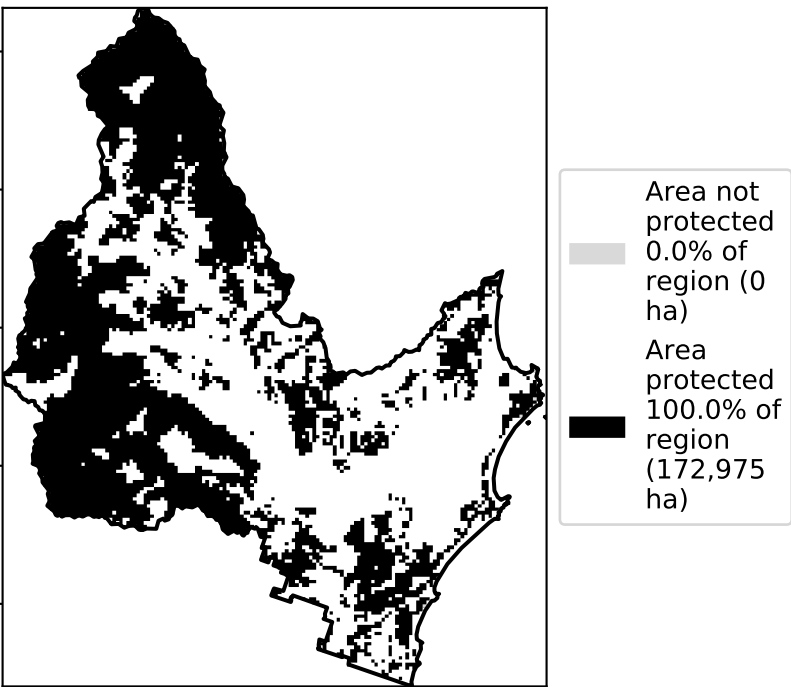 Area not
protected
0.0% of
region (0
ha)
Area
protected
100.0% of
region
(172,975
ha)